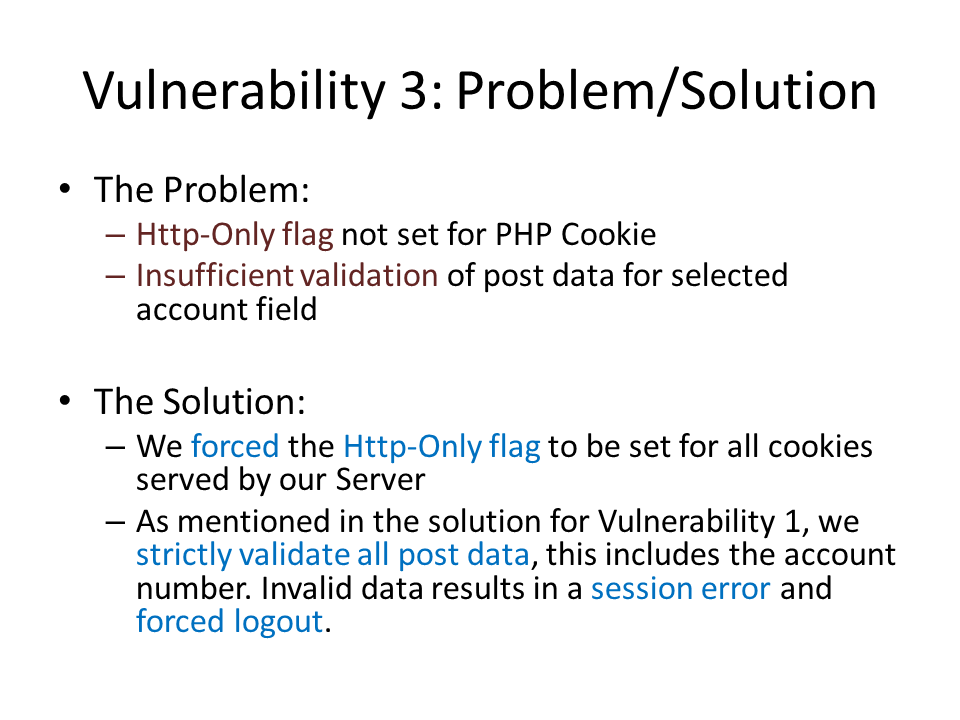 Vulnerability 3: Problem/Solution
• The Problem:
– Http-Only flag not set for PHP Cookie
– Insufficient validation of post data for selected
account field
• The Solution:
– We forced the Http-Only flag to be set for all cookies
served by our Server
– As mentioned in the solution for Vulnerability 1, we
strictly validate all post data, this includes the account
number. Invalid data results in a session error and
forced logout.